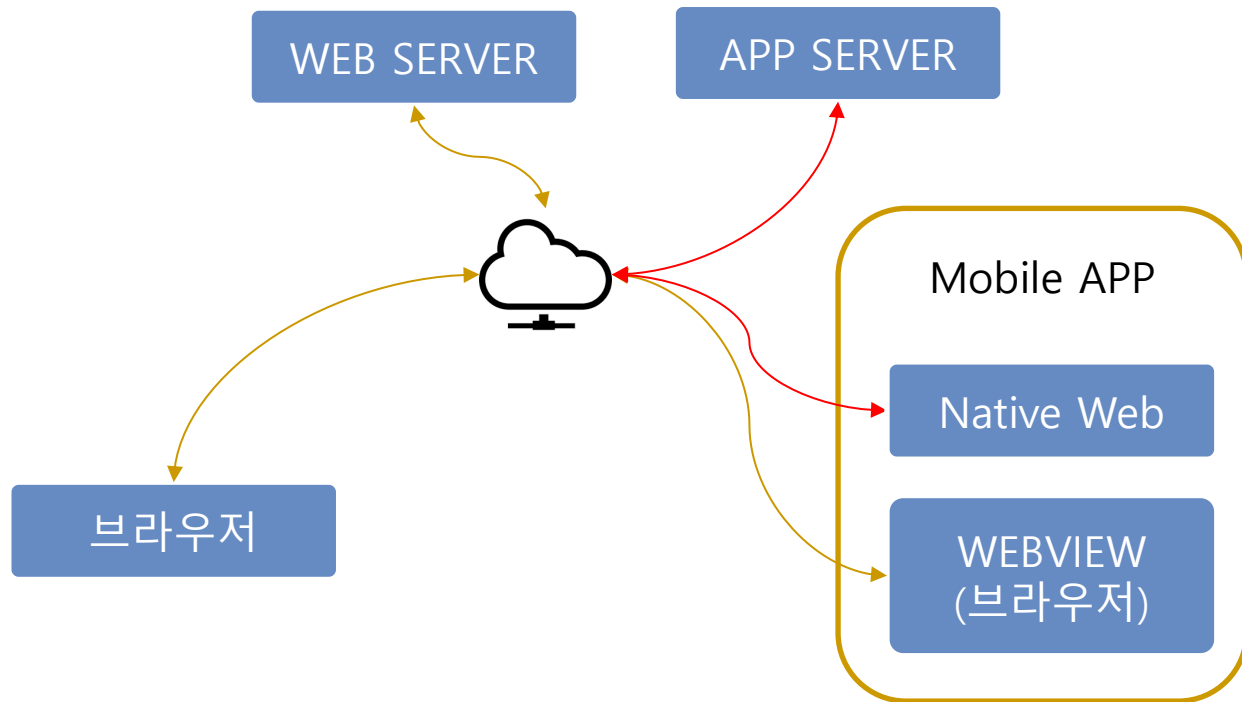 WEB SERVER
APP SERVER
Mobile APP
Native Web
브라우저
WEBVIEW
(브라우저)